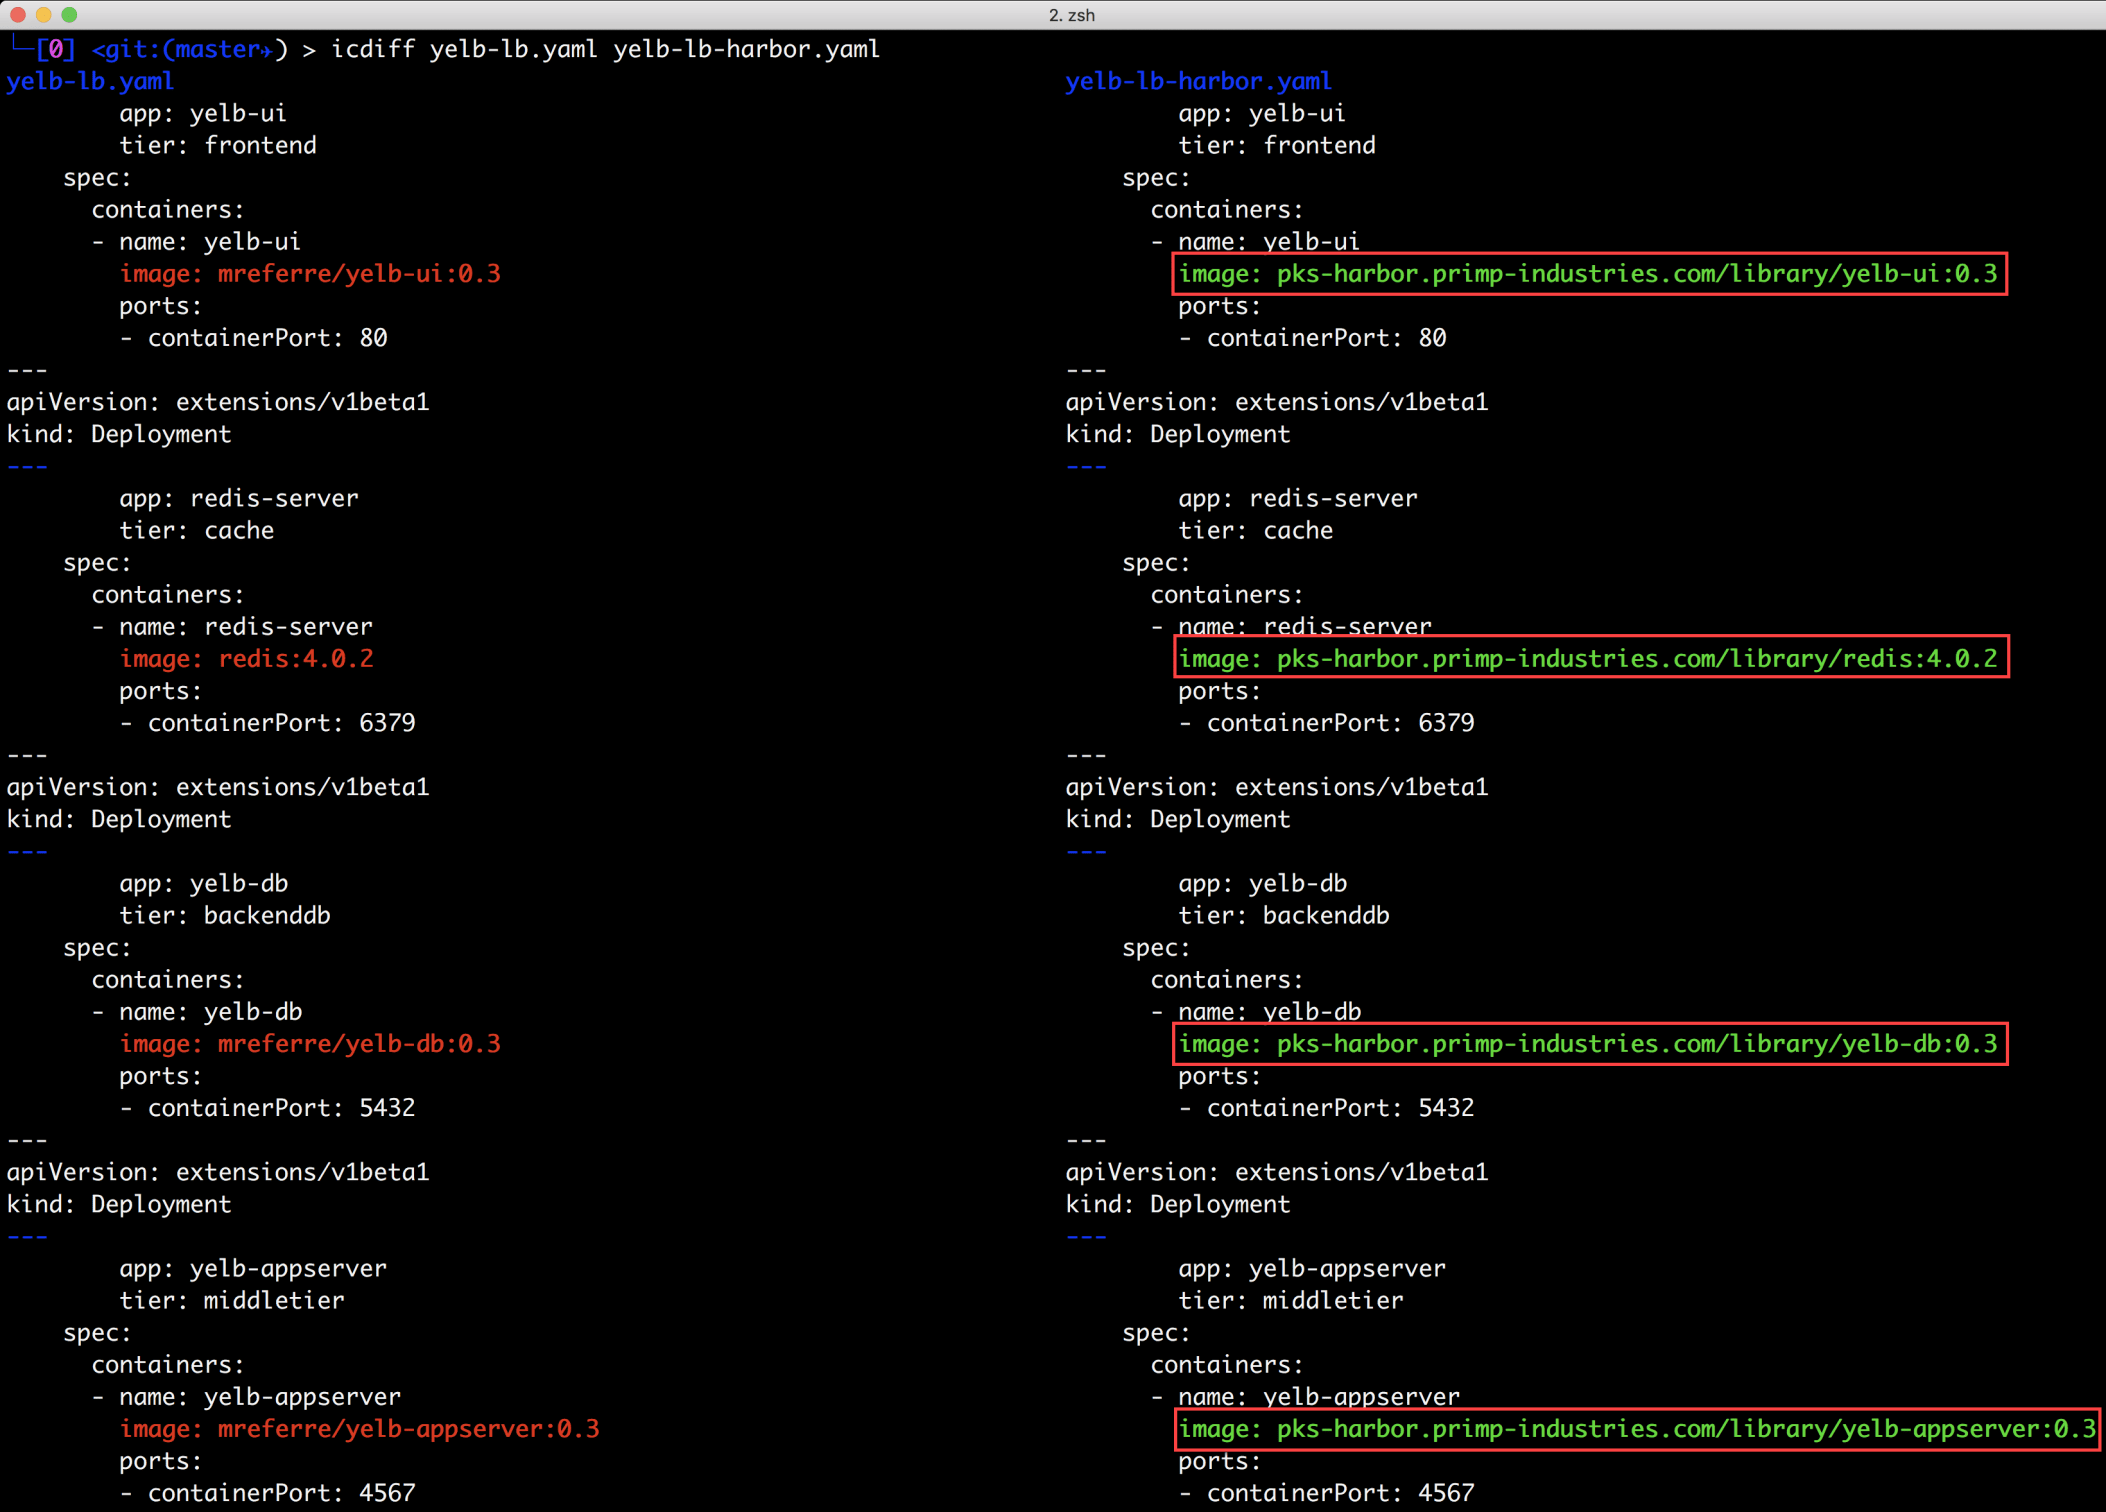 2. zsh
└─[0] <git:(master✈) > icdiff yelb-lb.yaml yelb-lb-harbor.yaml
yelb-lb.yaml yelb-lb-harbor.yaml
app: yelb-ui app: yelb-ui
tier: frontend tier: frontend
spec: spec:
containers: containers:
- name: yelb-ui - name: yelb-ui
image: mreferre/yelb-ui:0.3 image: pks-harbor.primp-industries.com/library/yelb-ui:0.3
ports: ports:
- containerPort: 80 - containerPort: 80
--- ---
apiVersion: extensions/v1beta1 apiVersion: extensions/v1beta1
kind: Deployment kind: Deployment
--- ---
app: redis-server app: redis-server
tier: cache tier: cache
spec: spec:
containers: containers:
- name: redis-server - name: redis-server
image: redis:4.0.2 image: pks-harbor.primp-industries.com/library/redis:4.0.2
ports: ports:
- containerPort: 6379 - containerPort: 6379
--- ---
apiVersion: extensions/v1beta1 apiVersion: extensions/v1beta1
kind: Deployment kind: Deployment
--- ---
app: yelb-db app: yelb-db
tier: backenddb tier: backenddb
spec: spec:
containers: containers:
- name: yelb-db - name: yelb-db
image: mreferre/yelb-db:0.3 image: pks-harbor.primp-industries.com/library/yelb-db:0.3
ports: ports:
- containerPort: 5432 - containerPort: 5432
--- ---
apiVersion: extensions/v1beta1 apiVersion: extensions/v1beta1
kind: Deployment kind: Deployment
--- ---
app: yelb-appserver app: yelb-appserver
tier: middletier tier: middletier
spec: spec:
containers: containers:
- name: yelb-appserver - name: yelb-appserver
image: mreferre/yelb-appserver:0.3 image: pks-harbor.primp-industries.com/library/yelb-appserver:0.3
ports: ports:
- containerPort: 4567 - containerPort: 4567